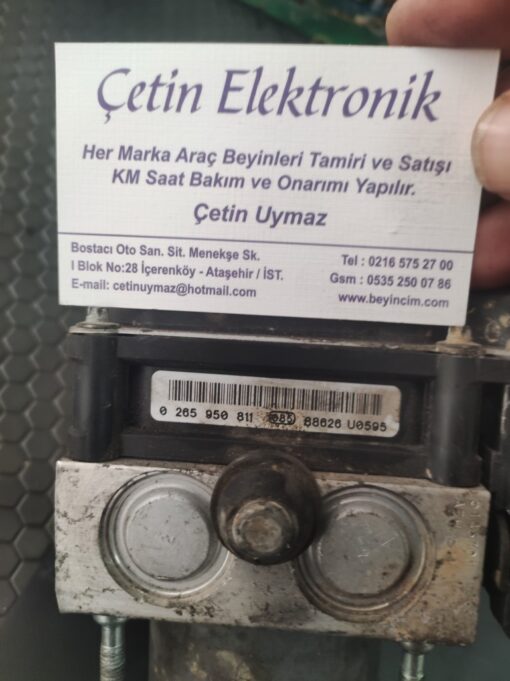 Çetin Elektronik
Her Marka Araç Beyinleri Tamiri ve Satışı
KM Saat Bakım ve Onarımı Yapılır.
Çetin Uymaz
Bostacı Oto San. Sit. Menekşe Sk.
I Blok No:28 İçerenköy - Ataşehir / İST.
E-mail: cetinuymaz@hotmail.com
Tel : 0216 575 27 00
Gsm : 0535 250 07 86
www.beyincim.com
0 265 950 811 085 88626 U0595